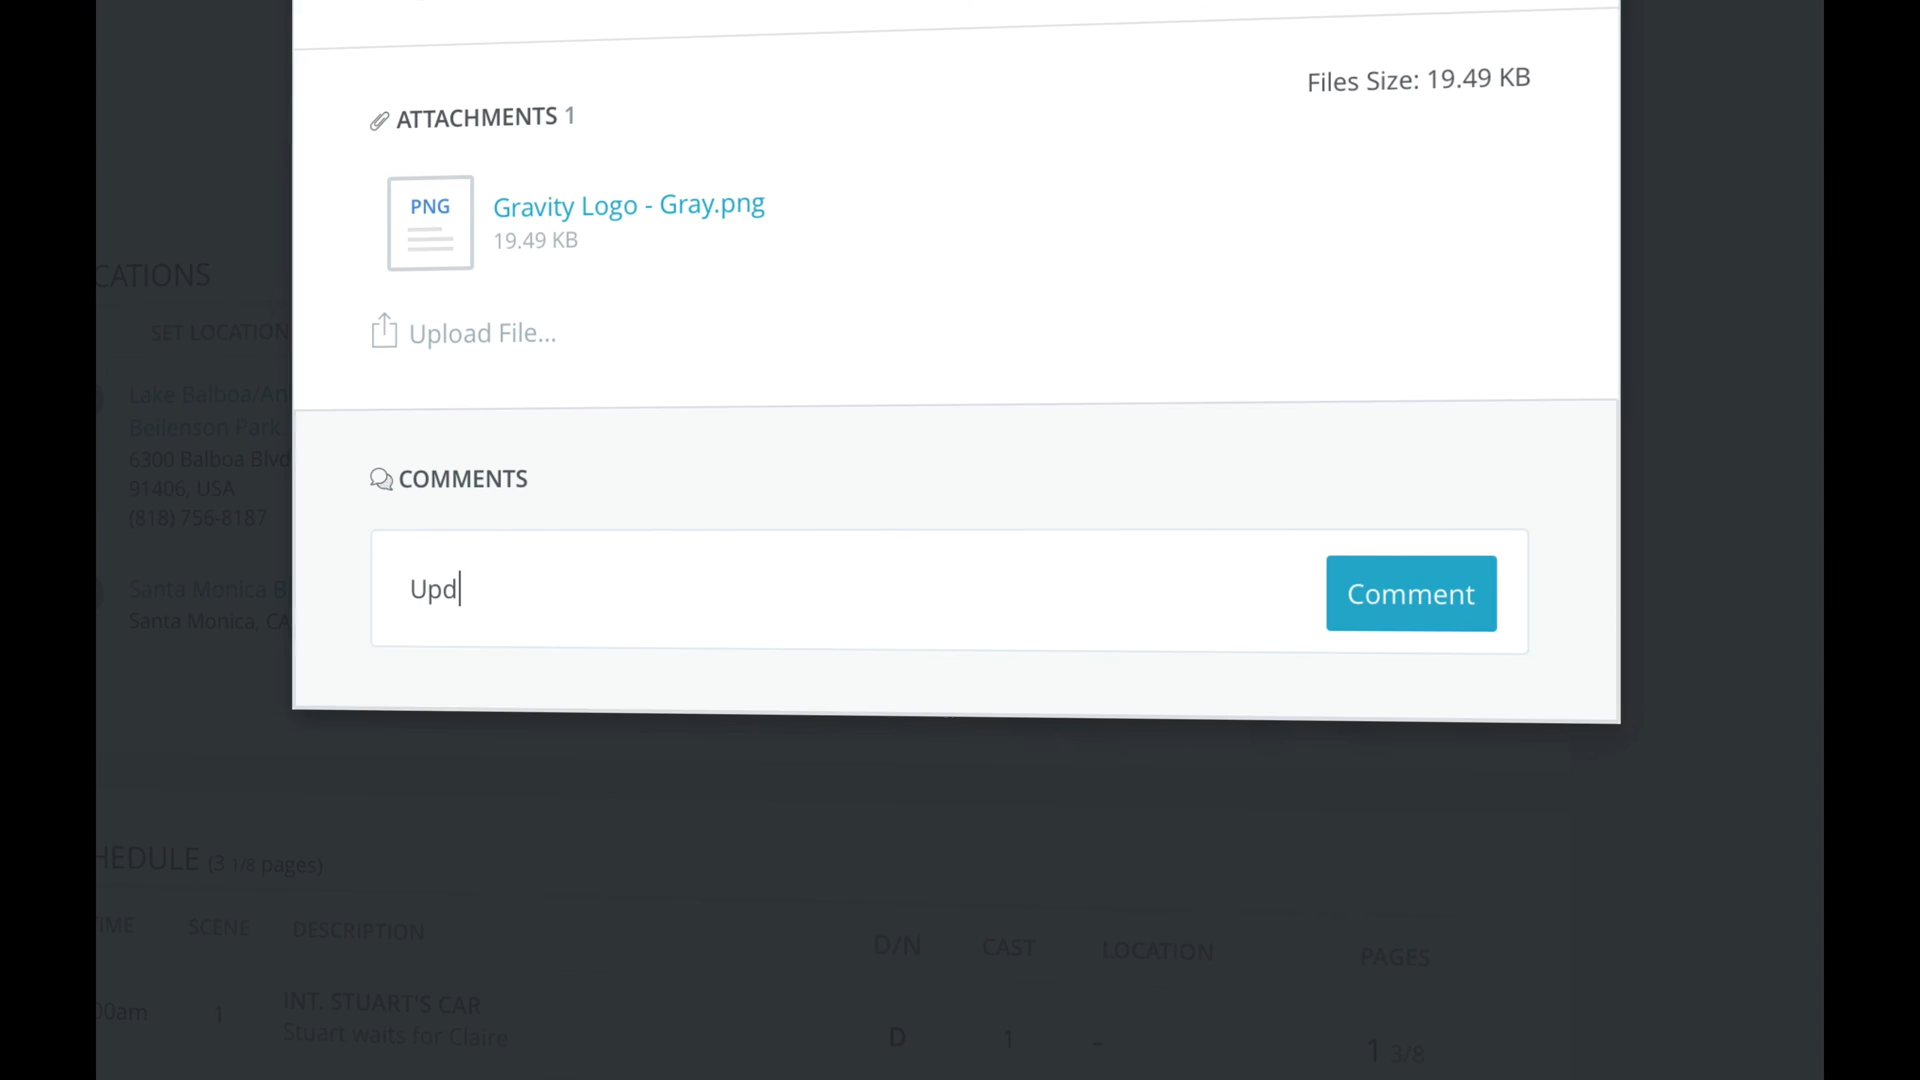 Files Size: 19.49 KB
ATTACHMENTS 1
PNG
Gravity Logo - Gray.png
19.49 KB
Upload File...
COMMENTS
Upd
Comment
CATIONS
SET LOCATION
Lake Balboa/An
Beilenson Park
6300 Balboa Blvd
91406, USA
(818) 756-8187
Santa Monica B
Santa Monica, CA
HEDULE (3 1/8 pages)
IME SCENE DESCRIPTION D/N CAST LOCATION PAGES
00am 1 INT. STUART'S CAR
Stuart waits for Claire D 1 - 1 3/8